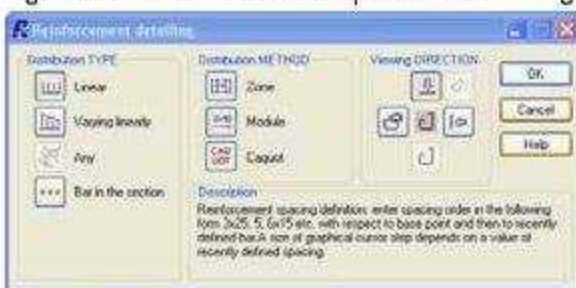 Reinforcement detailing
Distribution TYPE
Linear
Varying linearly
Any
Bar in the section
Distribution METHOD
Zone
Module
CAQ
UOT
Caquot
Viewing DIRECTION
OK
Cancel
Help
Description
Reinforcement spacing definition: enter spacing order in the following
form 3x25, 5, 6x15 etc. with respect to base point and then to recently
defined bar.A size of graphical cursor step depends on a value of
recently defined spacing.